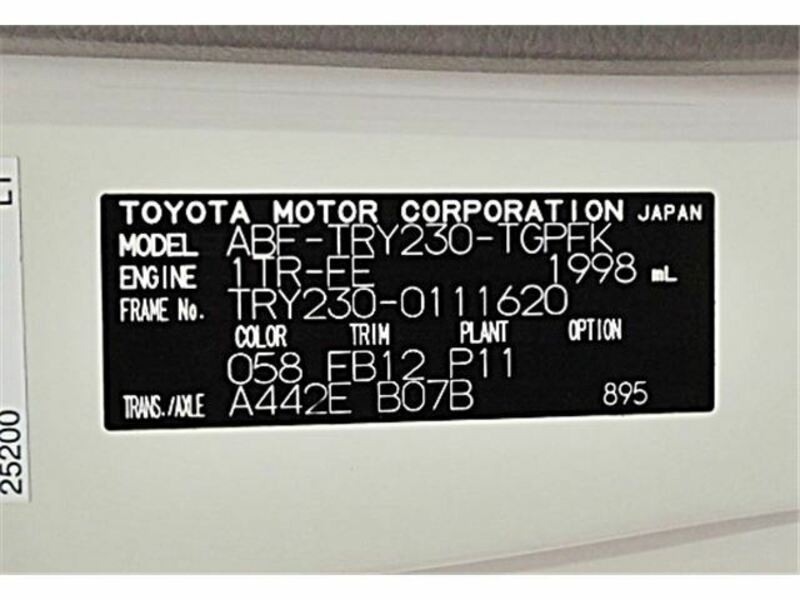 TOYOTA MOTOR CORPORATION JAPAN
MODEL ABF-TRY230-TGPFK
ENGINE 1TR-FE 1998 mL
FRAME No. TRY230-0111620
COLOR TRIM PLANT OPTION
058 FB12 P11
TRANS./AXLE A442E B07B 895
25200